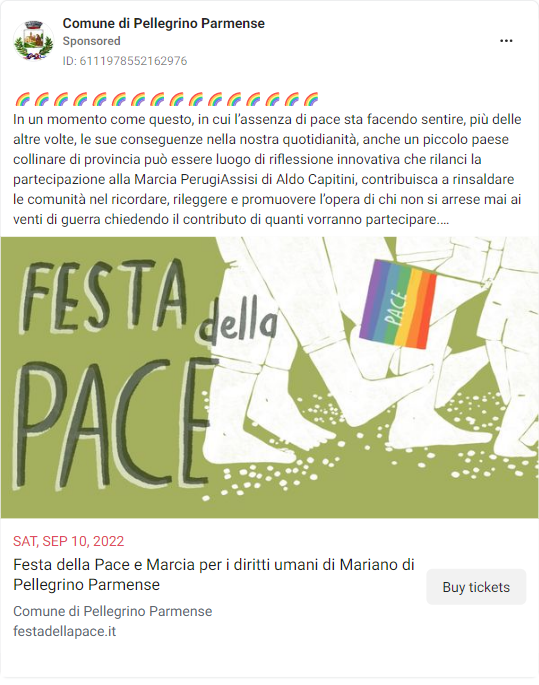 Comune di Pellegrino Parmense
Sponsored
ID: 6111978552162976
🌈🌈🌈🌈🌈🌈🌈🌈🌈🌈🌈🌈🌈🌈🌈🌈
In un momento come questo, in cui l'assenza di pace sta facendo sentire, più delle
altre volte, le sue conseguenze nella nostra quotidianità, anche un piccolo paese
collinare di provincia può essere luogo di riflessione innovativa che rilanci la
partecipazione alla Marcia PerugiAssisi di Aldo Capitini, contribuisca a rinsaldare
le comunità nel ricordare, rileggere e promuovere l'opera di chi non si arrese mai ai
venti di guerra chiedendo il contributo di quanti vorranno partecipare....
FESTA
della
PACE
PACE
SAT, SEP 10, 2022
Festa della Pace e Marcia per i diritti umani di Mariano di
Pellegrino Parmense
Buy tickets
Comune di Pellegrino Parmense
festadellapace.it